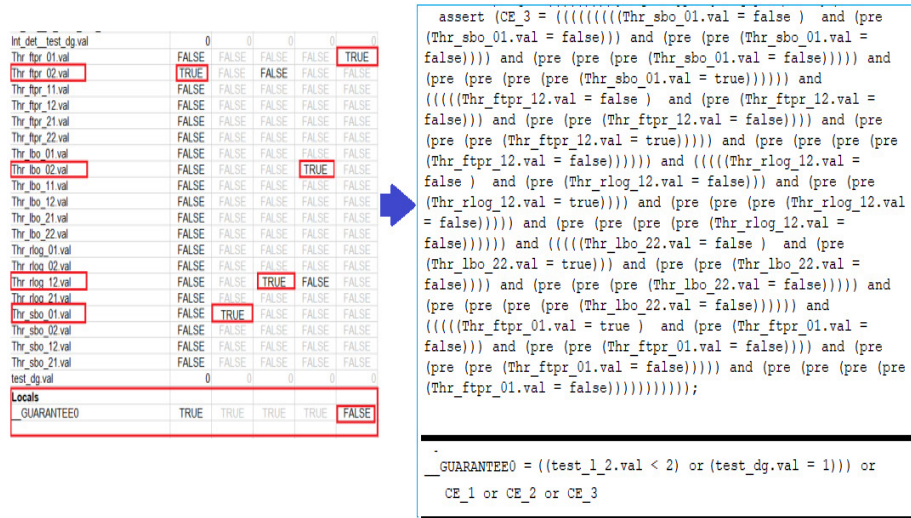 Int_det__test_dg.val 0 0 0 0 0
Thr_ftpr_01.val FALSE FALSE FALSE FALSE TRUE
Thr_ftpr_02.val TRUE FALSE FALSE FALSE FALSE
Thr_ftpr_11.val FALSE FALSE FALSE FALSE FALSE
Thr_ftpr_12.val FALSE FALSE FALSE FALSE FALSE
Thr_ftpr_21.val FALSE FALSE FALSE FALSE FALSE
Thr_ftpr_22.val FALSE FALSE FALSE FALSE FALSE
Thr_lbo_01.val FALSE FALSE FALSE FALSE FALSE
Thr_lbo_02.val FALSE FALSE FALSE TRUE FALSE
Thr_lbo_11.val FALSE FALSE FALSE FALSE FALSE
Thr_lbo_12.val FALSE FALSE FALSE FALSE FALSE
Thr_lbo_21.val FALSE FALSE FALSE FALSE FALSE
Thr_lbo_22.val FALSE FALSE FALSE FALSE FALSE
Thr_rlog_01.val FALSE FALSE FALSE FALSE FALSE
Thr_rlog_02.val FALSE FALSE FALSE FALSE FALSE
Thr_rlog_12.val FALSE FALSE TRUE FALSE FALSE
Thr_rlog_21.val FALSE FALSE FALSE FALSE FALSE
Thr_sbo_01.val FALSE TRUE FALSE FALSE FALSE
Thr_sbo_02.val FALSE FALSE FALSE FALSE FALSE
Thr_sbo_12.val FALSE FALSE FALSE FALSE FALSE
Thr_sbo_21.val FALSE FALSE FALSE FALSE FALSE
test_dg.val 0 0 0 0 0
Locals
__GUARANTEE0 TRUE TRUE TRUE TRUE FALSE
assert (CE_3 = (((((((((Thr_sbo_01.val = false ) and (pre
(Thr_sbo_01.val = false))) and (pre (pre (Thr_sbo_01.val =
false)))) and (pre (pre (pre (Thr_sbo_01.val = false))))) and
(pre (pre (pre (pre (Thr_sbo_01.val = true)))))) and
(((((Thr_ftpr_12.val = false ) and (pre (Thr_ftpr_12.val =
false))) and (pre (pre (Thr_ftpr_12.val = false)))) and (pre
(pre (pre (Thr_ftpr_12.val = true))))) and (pre (pre (pre (pre
(Thr_ftpr_12.val = false)))))) and (((((Thr_rlog_12.val =
false ) and (pre (Thr_rlog_12.val = false))) and (pre (pre
(Thr_rlog_12.val = true)))) and (pre (pre (pre (Thr_rlog_12.val
= false))))) and (pre (pre (pre (pre (Thr_rlog_12.val =
false)))))) and (((((Thr_lbo_22.val = false ) and (pre
(Thr_lbo_22.val = true))) and (pre (pre (Thr_lbo_22.val =
false)))) and (pre (pre (pre (Thr_lbo_22.val = false))))) and
(pre (pre (pre (pre (Thr_lbo_22.val = false)))))) and
(((((Thr_ftpr_01.val = true ) and (pre (Thr_ftpr_01.val =
false))) and (pre (pre (Thr_ftpr_01.val = false)))) and (pre
(pre (pre (Thr_ftpr_01.val = false))))) and (pre (pre (pre (pre
(Thr_ftpr_01.val = false)))))))))));
__GUARANTEE0 = ((test_l_2.val < 2) or (test_dg.val = 1))) or
CE_1 or CE_2 or CE_3